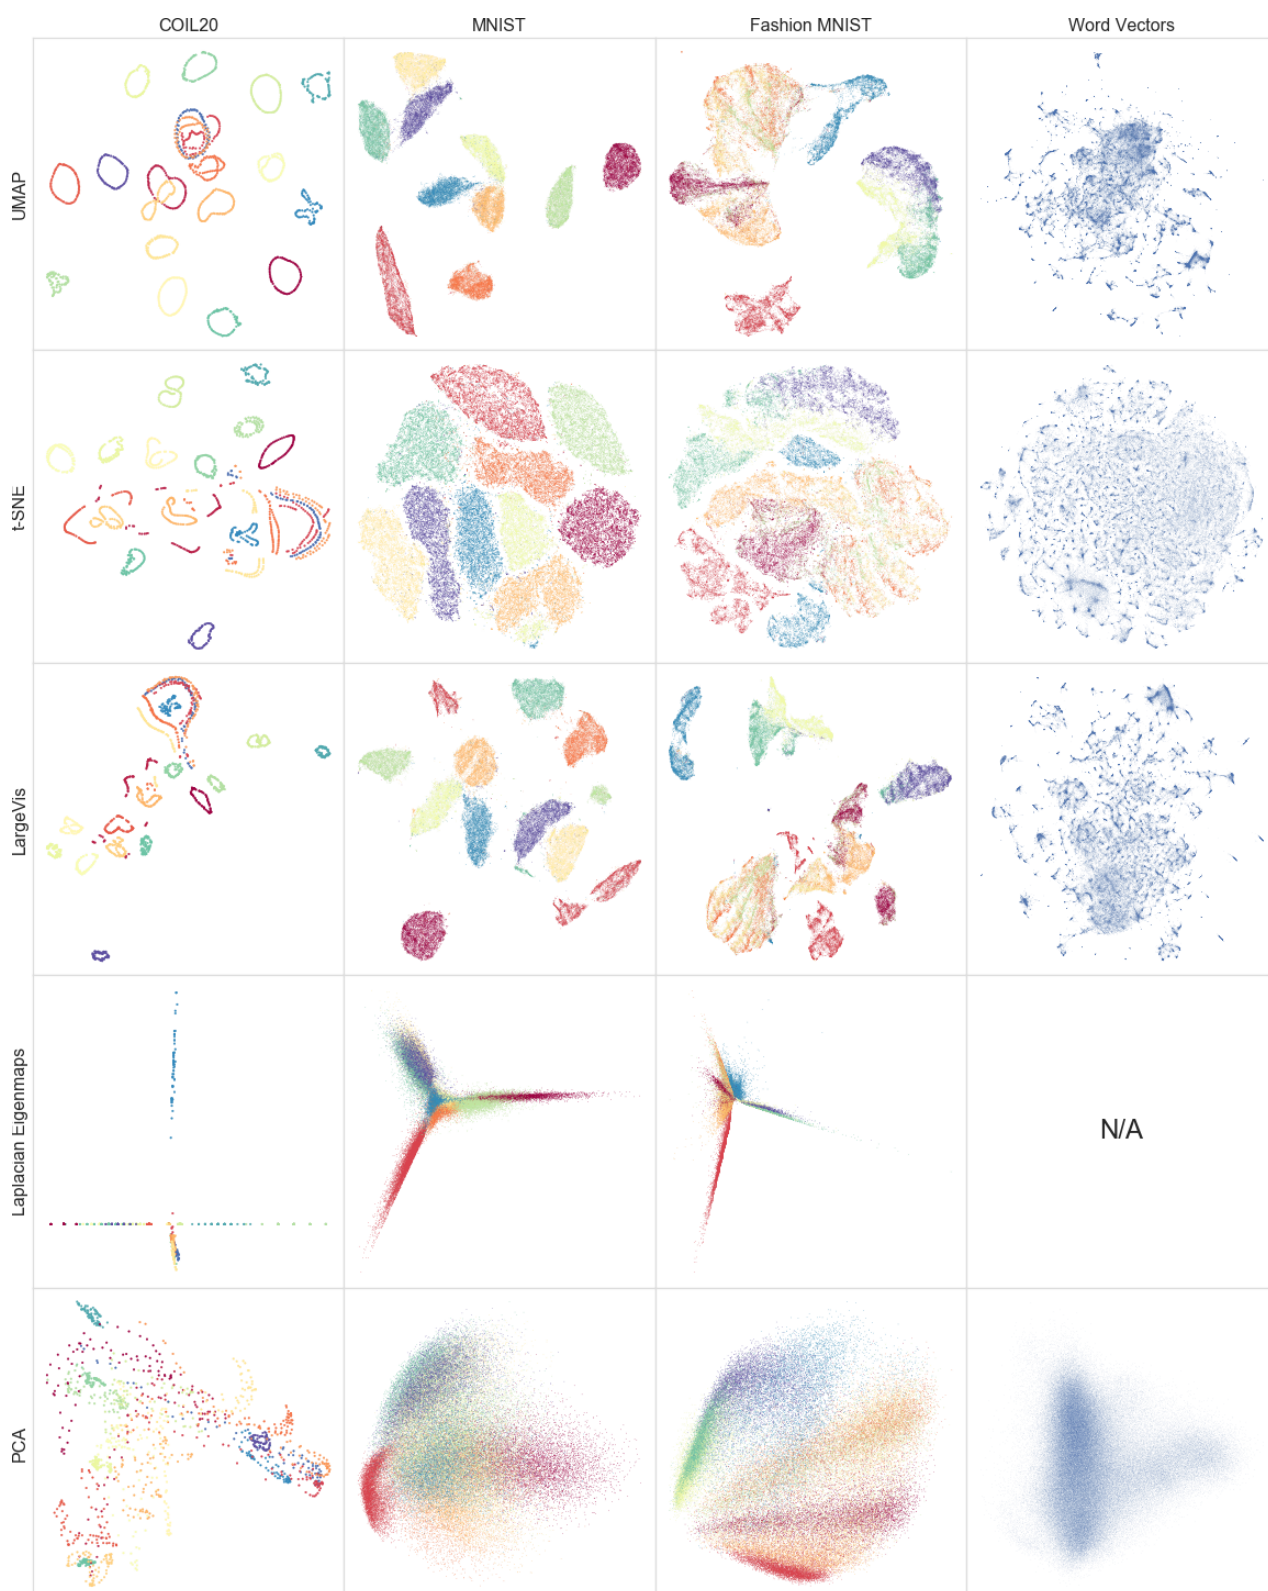 COIL20 MNIST Fashion MNIST Word Vectors
UMAP
t-SNE
LargeVis
Laplacian Eigenmaps
N/A
PCA